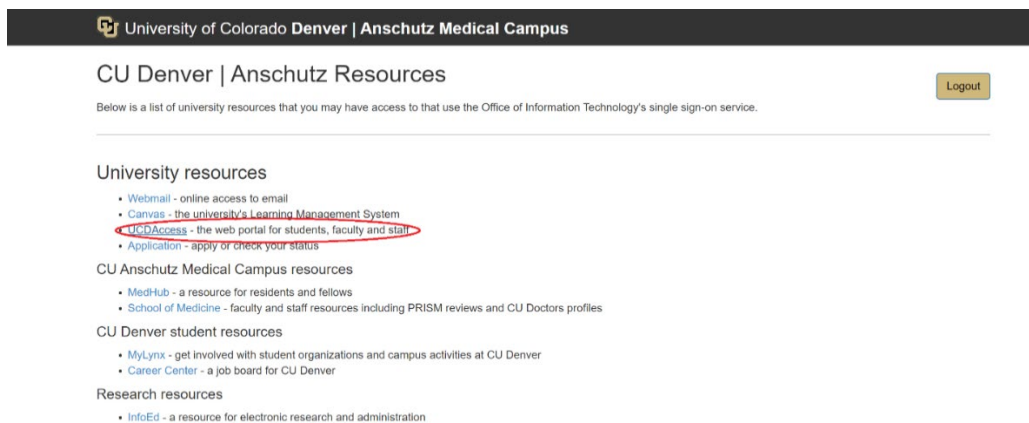 University of Colorado Denver | Anschutz Medical Campus
CU Denver | Anschutz Resources
Logout
Below is a list of university resources that you may have access to that use the Office of Information Technology's single sign-on service.
University resources
• Webmail - online access to email
• Canvas - the university's Learning Management System
• UCDAccess - the web portal for students, faculty and staff
• Application - apply or check your status
CU Anschutz Medical Campus resources
• MedHub - a resource for residents and fellows
• School of Medicine - faculty and staff resources including PRISM reviews and CU Doctors profiles
CU Denver student resources
• MyLynx - get involved with student organizations and campus activities at CU Denver
• Career Center - a job board for CU Denver
Research resources
• InfoEd - a resource for electronic research and administration